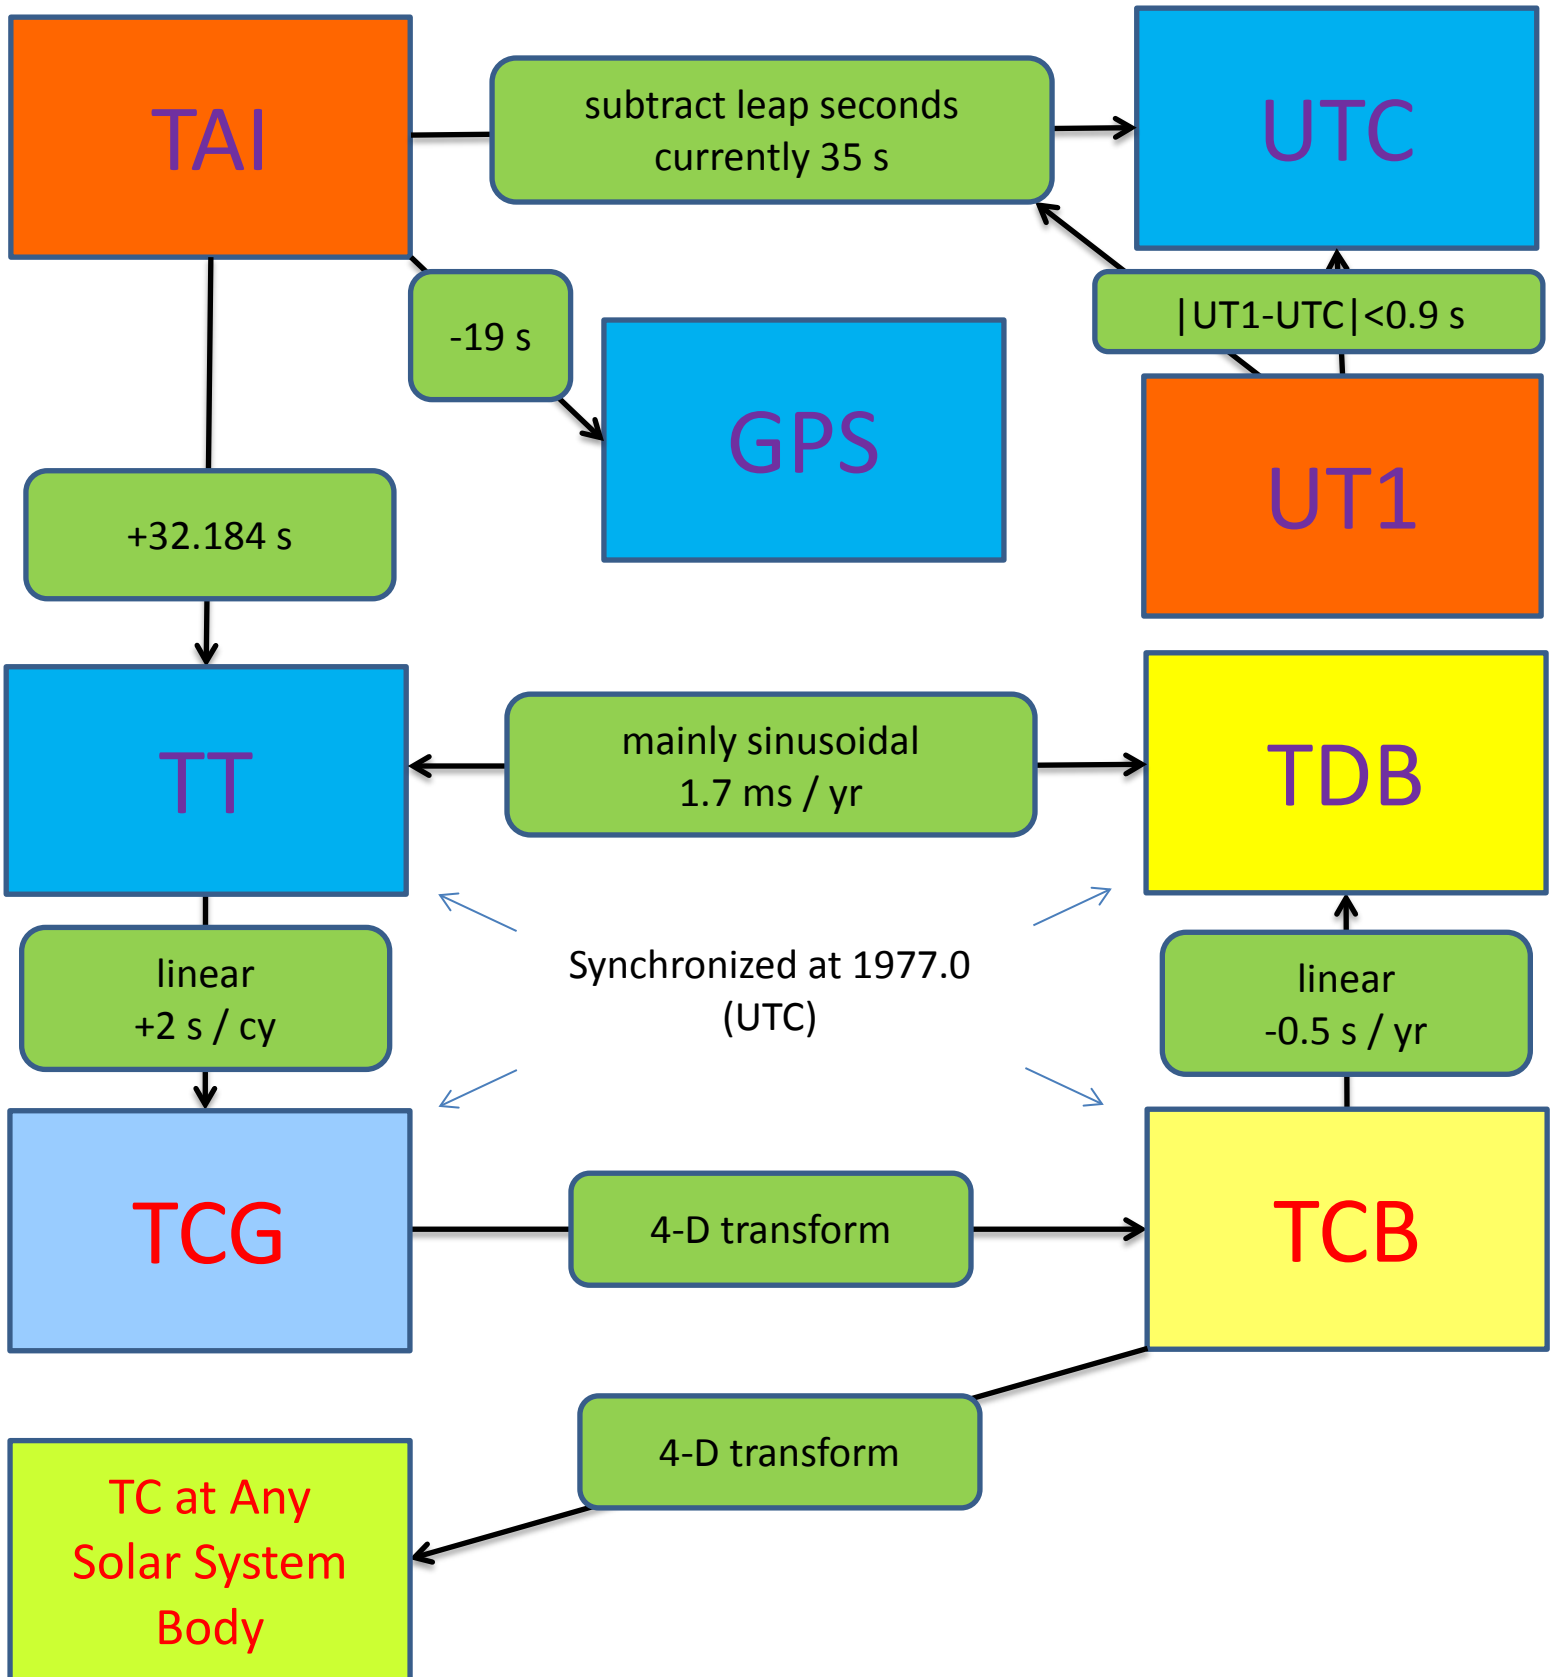 TAI
subtract leap seconds
currently 35 s
UTC
-19 s
|UT1-UTC|<0.9 s
GPS
UT1
+32.184 s
TT
mainly sinusoidal
1.7 ms / yr
TDB
linear
+2 s / cy
Synchronized at 1977.0
(UTC)
linear
-0.5 s / yr
TCG
4-D transform
TCB
4-D transform
TC at Any
Solar System
Body